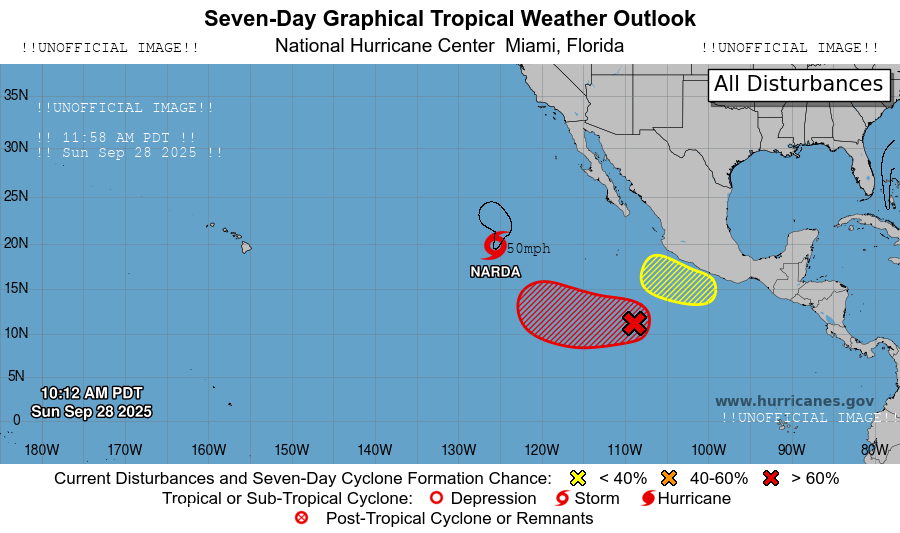 Seven-Day Graphical Tropical Weather Outlook
!!UNOFFICIAL IMAGE!! National Hurricane Center Miami, Florida !!UNOFFICIAL IMAGE!!
All Disturbances
35N
!!UNOFFICIAL IMAGE!!
!! 11:58 AM PDT !!
30N
!! Sun Sep 28 2025 !!
25N
20N
50mph
NARDA
15N
10N
5N
10:12 AM PDT
Sun Sep 28 2025
www.hurricanes.gov
!!UNOFFICIAL IMAGE!!
0
180W 170W 160W 150W 140W 130W 120W 110W 100W 90W 80W
Current Disturbances and Seven-Day Cyclone Formation Chance: < 40% 40-60% > 60%
Tropical or Sub-Tropical Cyclone: Depression Storm Hurricane
Post-Tropical Cyclone or Remnants